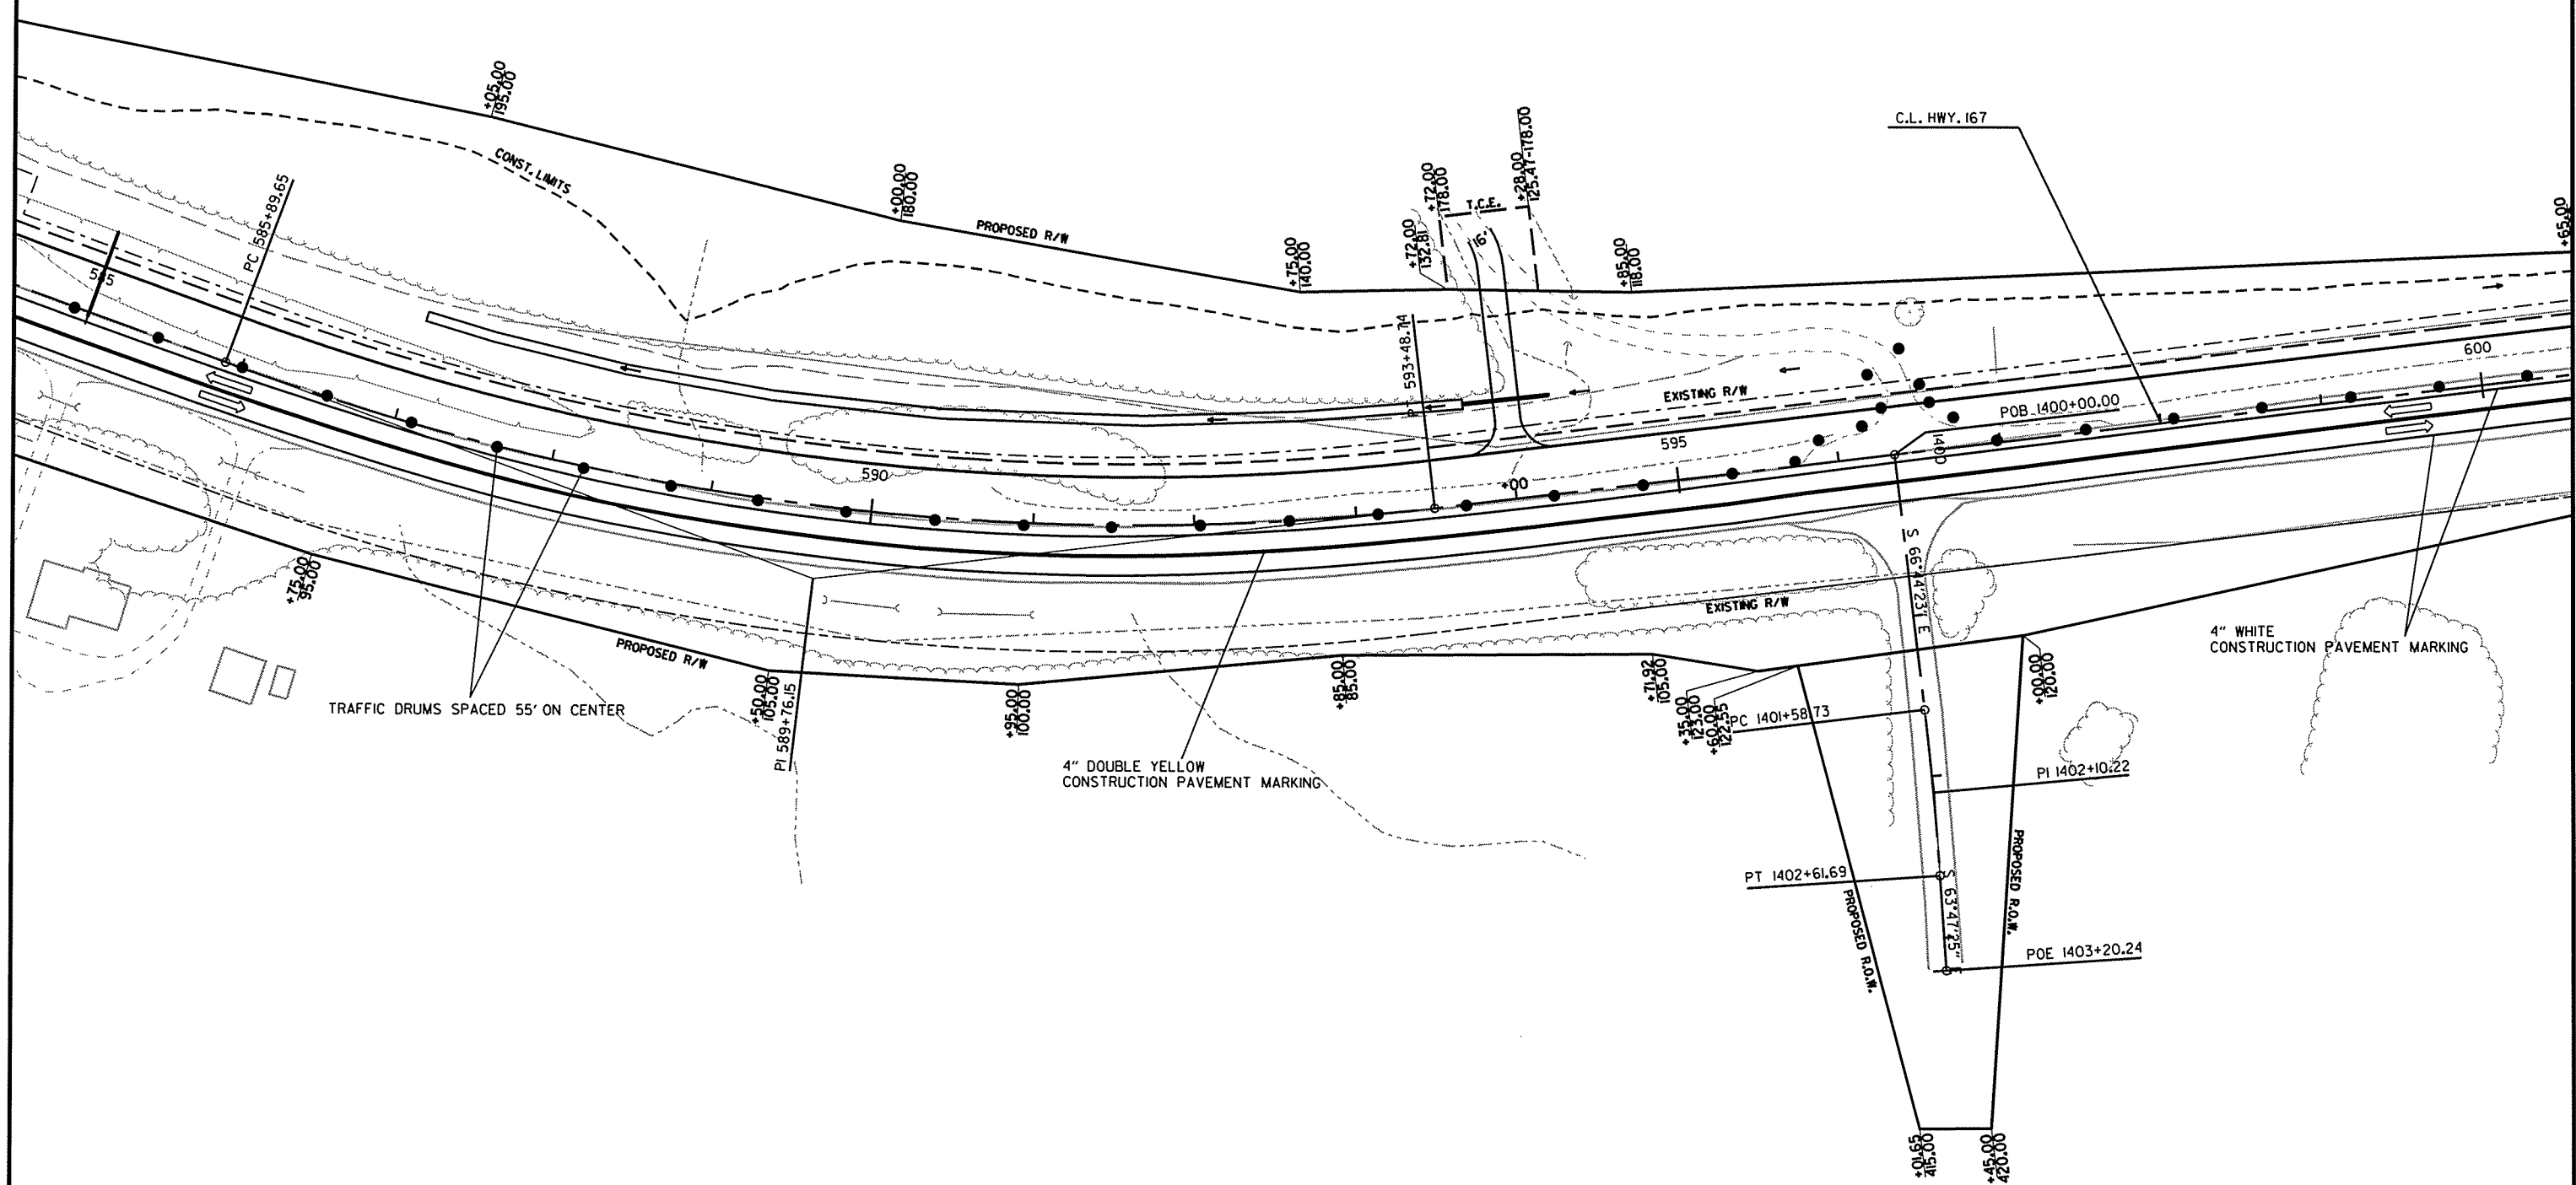 +05.00
195.00
CONST. LIMITS
PC 585+89.65
585
+00.00
180.00
PROPOSED R/W
+75.00
140.00
+72.00
132.81
+72.00
178.00
T.C.E.
+28.00
125.47-178.00
16'
+85.00
118.00
C.L. HWY. 167
+65.00
593+48.74
EXISTING R/W
POB 1400+00.00
1400
600
595
590
+00
S 66°44'23" E
EXISTING R/W
4" WHITE
CONSTRUCTION PAVEMENT MARKING
+75.00
95.00
PROPOSED R/W
TRAFFIC DRUMS SPACED 55' ON CENTER
+50.00
105.00
PI 589+76.15
+95.00
100.00
4" DOUBLE YELLOW
CONSTRUCTION PAVEMENT MARKING
+85.00
85.00
+71.92
105.00
+35.00
123.00
+60.00
122.55
PC 1401+58.73
+00.00
120.00
PI 1402+10.22
PT 1402+61.69
PROPOSED R.O.W.
PROPOSED R.O.W.
S 63°47'25" E
POE 1403+20.24
+01.65
415.00
+45.00
420.00